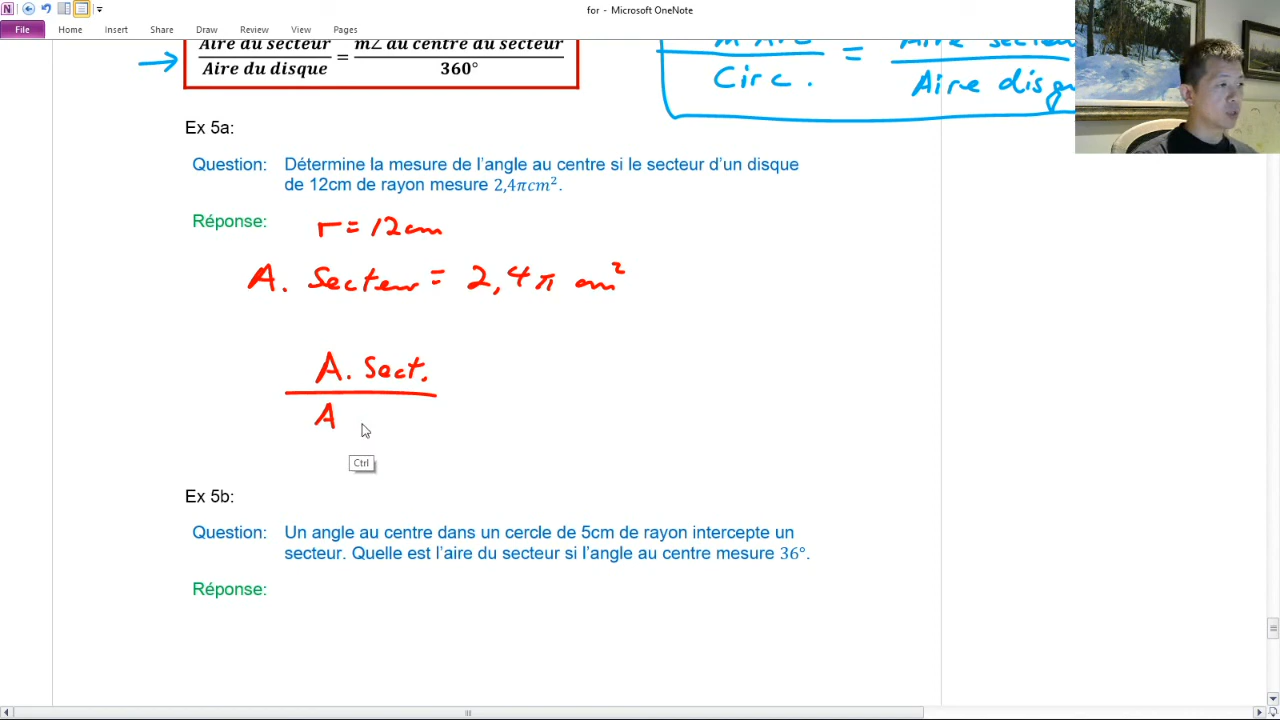 for - Microsoft OneNote
File Home Insert Share Draw Review View
Aire du secteur / Aire du disque = m∠ au centre du secteur / 360°
Circ. = Aire secteur / Aire
Ex 5a:
Question: Détermine la mesure de l'angle au centre si le secteur d'un disque
de 12cm de rayon mesure 2,4πcm².
Réponse: r = 12cm
A. Secteur = 2,4π cm²
A. Sect.
A
Ctrl
Ex 5b:
Question: Un angle au centre dans un cercle de 5cm de rayon intercepte un
secteur. Quelle est l'aire du secteur si l'angle au centre mesure 36°.
Réponse: